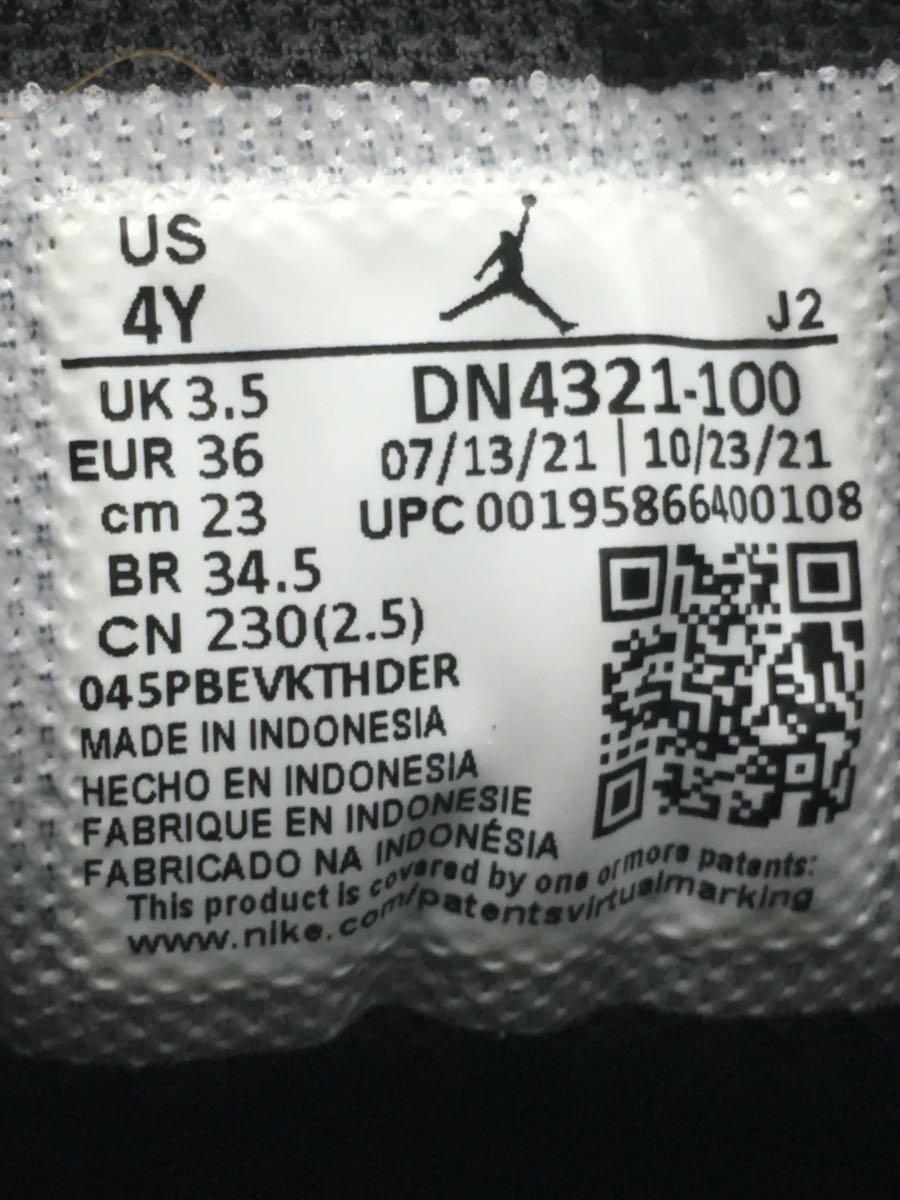 US
4Y
J2
UK 3.5
EUR 36
cm 23
BR 34.5
CN 230(2.5)
DN4321-100
07/13/21 | 10/23/21
UPC 00195866400108
045PBEVKTHDER
MADE IN INDONESIA
HECHO EN INDONESIA
FABRIQUE EN INDONESIE
FABRICADO NA INDONÉSIA
This product is covered by one or more patents:
www.nike.com/patentsvirtualmarking